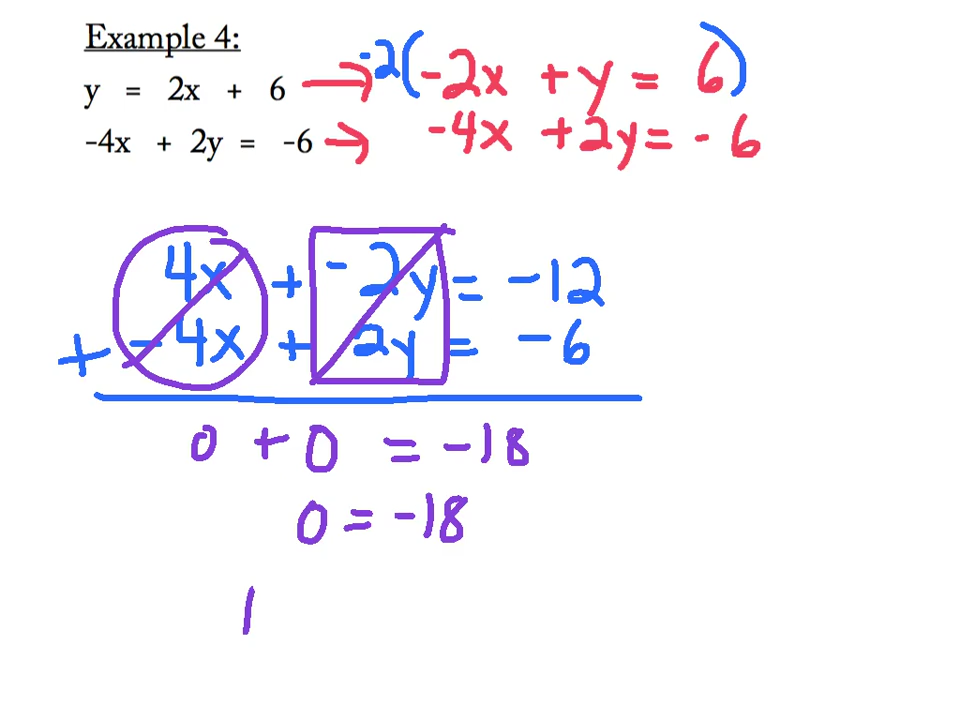 Example 4:
y = 2x + 6 → -2(-2x + y = 6)
-4x + 2y = -6 → -4x + 2y = -6
4x + -2y = -12
+ -4x + 2y = -6
0 + 0 = -18
0 = -18